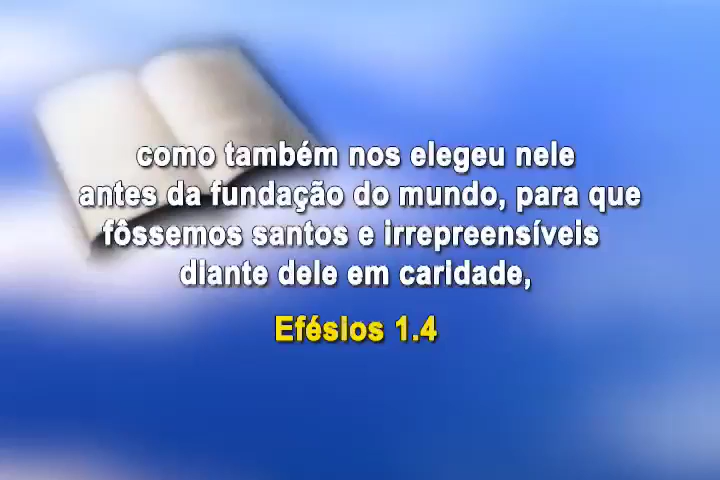 como também nos elegeu nele
antes da fundação do mundo, para que
fôssemos santos e irrepreensíveis
diante dele em caridade,
Efésios 1.4